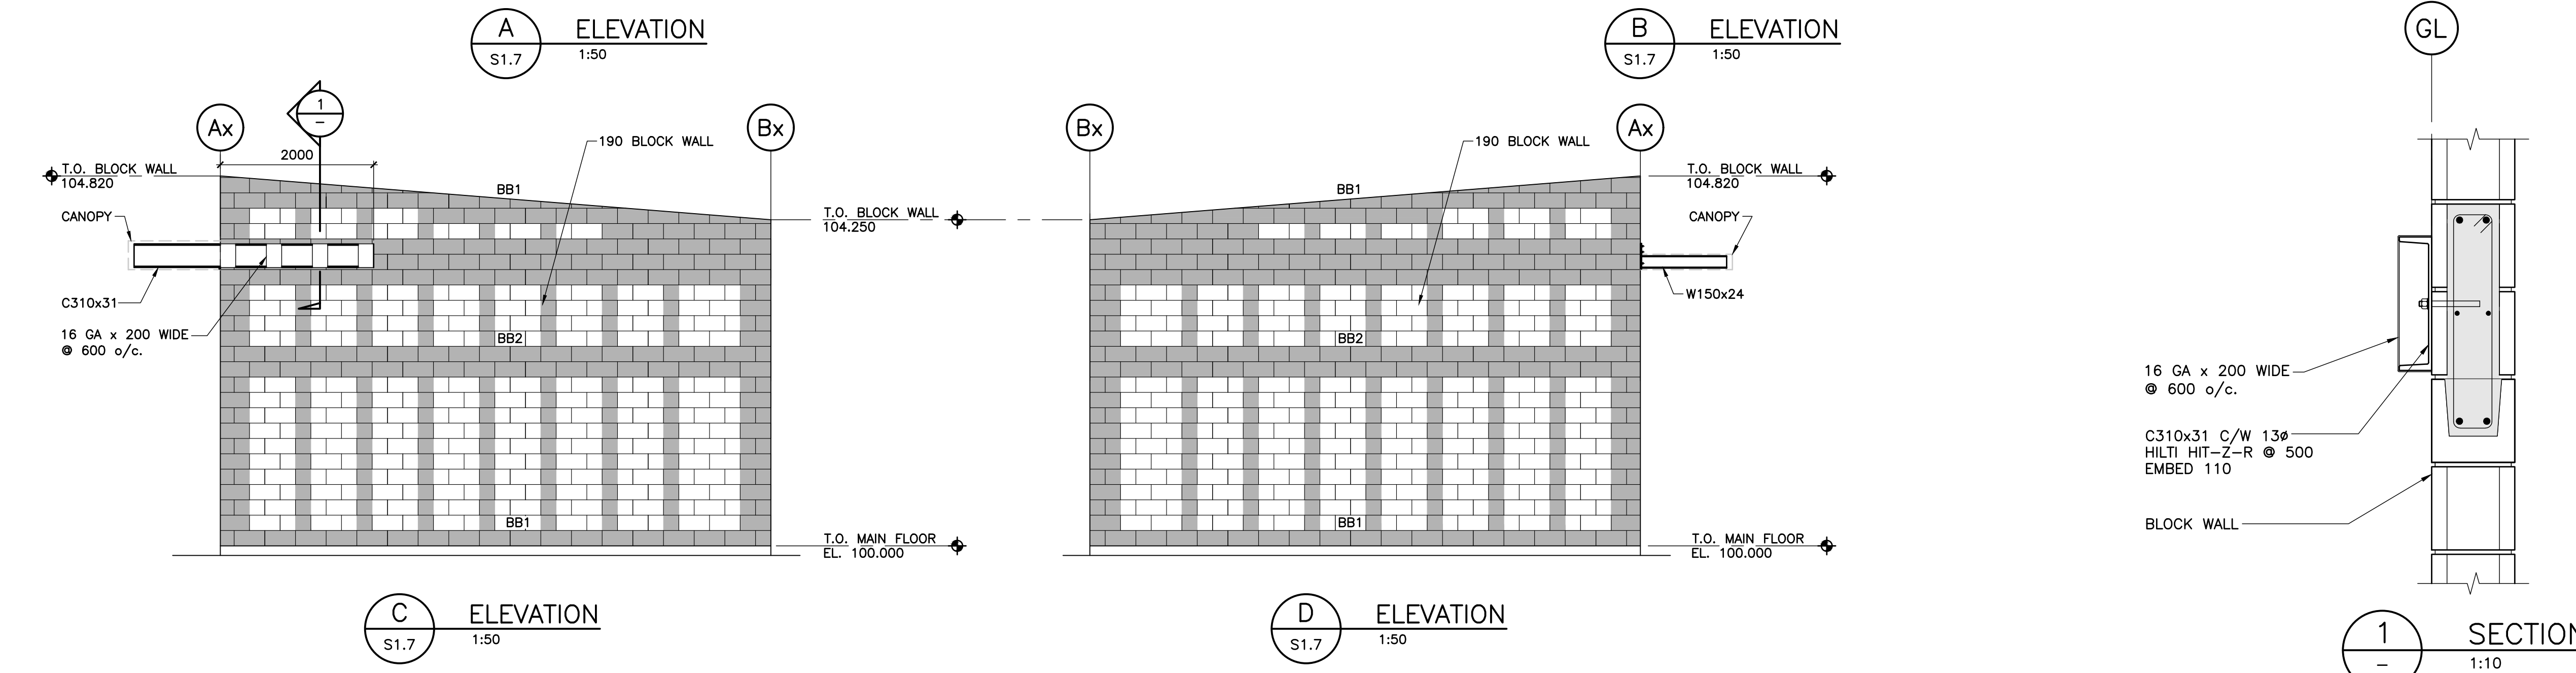 A
S1.7
ELEVATION
1:50
B
S1.7
ELEVATION
1:50
GL
1
–
Ax
Bx
2000
190 BLOCK WALL
T.O. BLOCK WALL
104.820
BB1
CANOPY
T.O. BLOCK WALL
104.250
C310x31
16 GA x 200 WIDE
@ 600 o/c.
BB2
BB1
T.O. MAIN FLOOR
EL. 100.000
C
S1.7
ELEVATION
1:50
Bx
Ax
190 BLOCK WALL
T.O. BLOCK WALL
104.820
BB1
CANOPY
W150x24
BB2
BB1
T.O. MAIN FLOOR
EL. 100.000
D
S1.7
ELEVATION
1:50
16 GA x 200 WIDE
@ 600 o/c.
C310x31 C/W 13ø
HILTI HIT–Z–R @ 500
EMBED 110
BLOCK WALL
1
–
SECTION
1:10